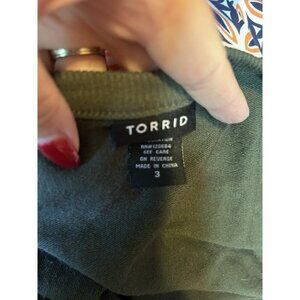 TORRID
RN#120684
SEE CARE
ON REVERSE
MADE IN CHINA
3